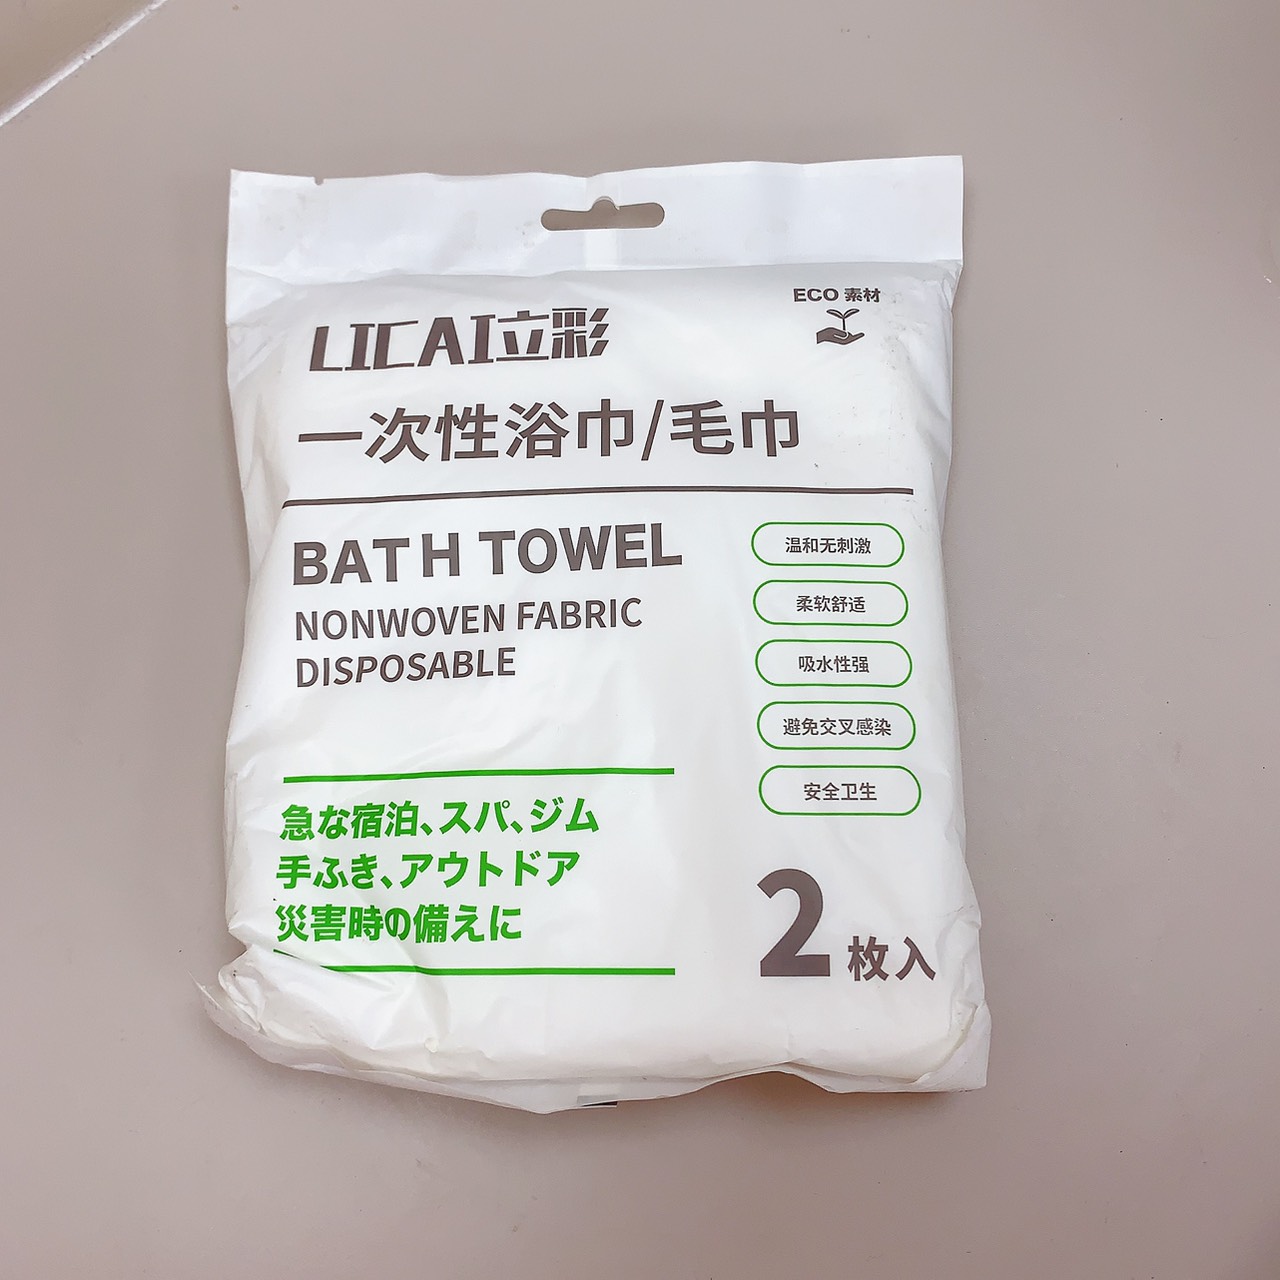 LICAI立彩
ECO 素材
一次性浴巾/毛巾
BATH TOWEL
NONWOVEN FABRIC
DISPOSABLE
温和无刺激
柔软舒适
吸水性强
避免交叉感染
安全卫生
急な宿泊、スパ、ジム
手ふき、アウトドア
災害時の備えに
2枚入